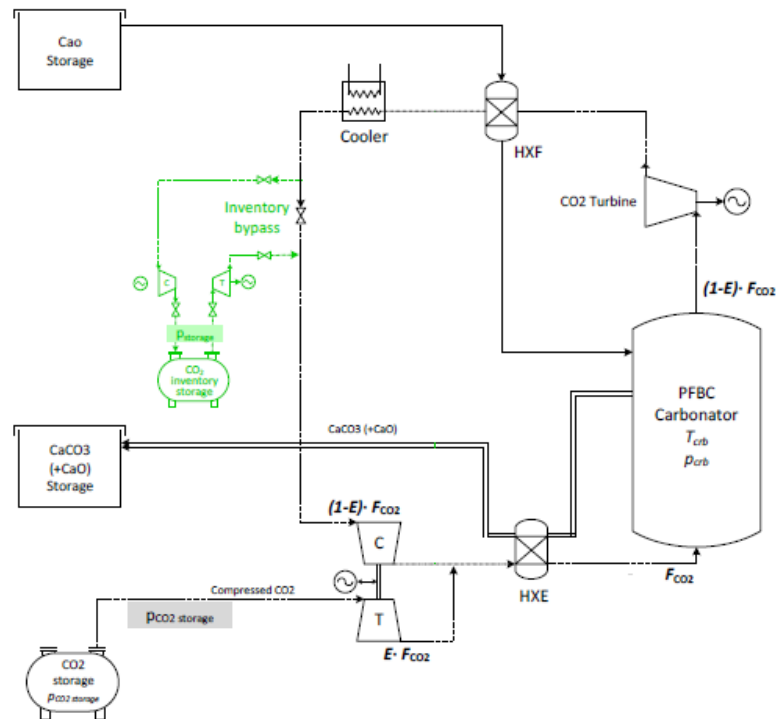 Cao
Storage
Cooler
HXF
CO2 Turbine
Inventory
bypass
C
T
pstorage
CO₂
inventory
storage
(1-E)· FCO2
PFBC
Carbonator
Tcrb
pcrb
CaCO3 (+CaO)
CaCO3
(+CaO)
Storage
(1-E)· FCO2
C
HXE
FCO2
Compressed CO2
pCO2 storage
T
E· FCO2
CO2
storage
pCO2 storage